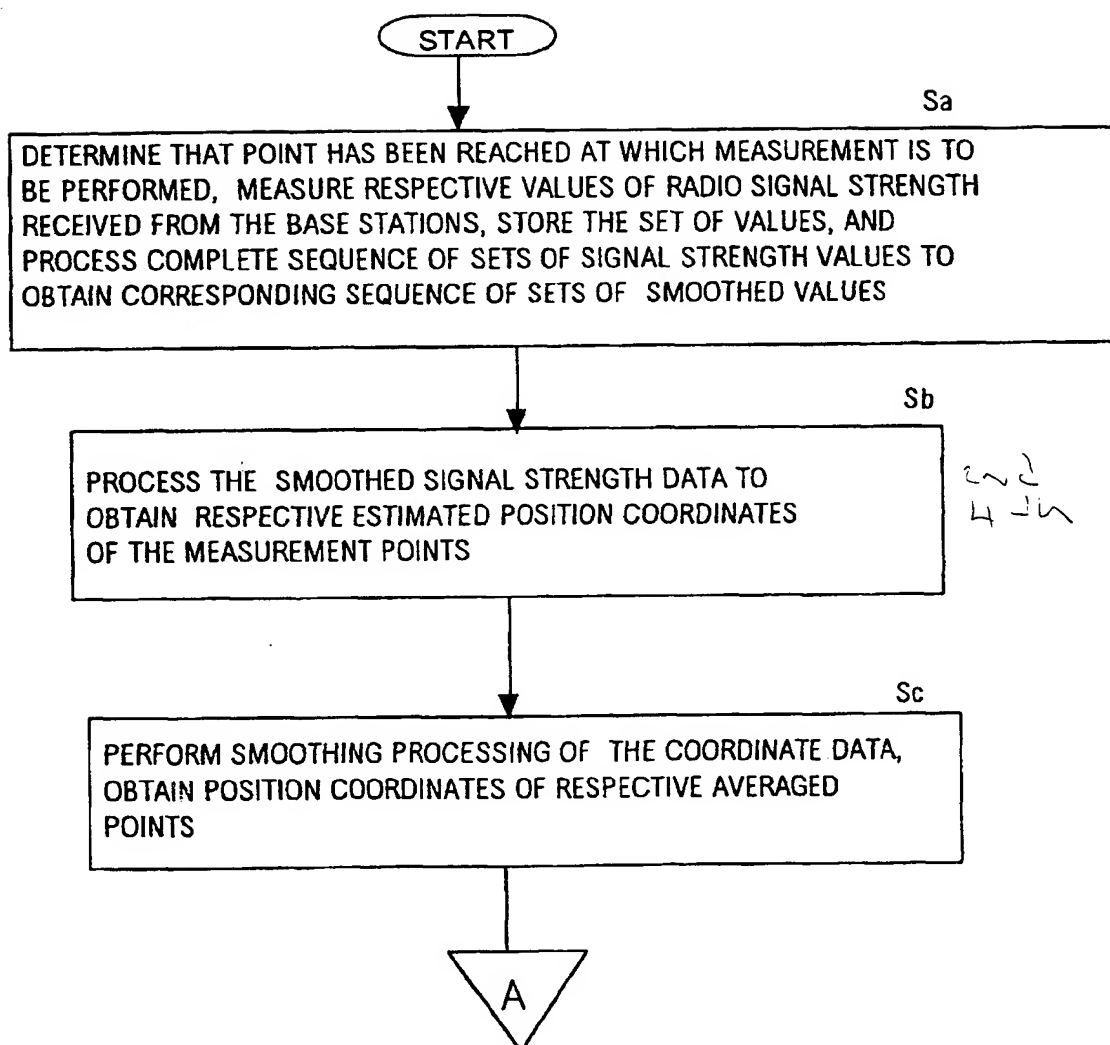 START
Sa
DETERMINE THAT POINT HAS BEEN REACHED AT WHICH MEASUREMENT IS TO
BE PERFORMED, MEASURE RESPECTIVE VALUES OF RADIO SIGNAL STRENGTH
RECEIVED FROM THE BASE STATIONS, STORE THE SET OF VALUES, AND
PROCESS COMPLETE SEQUENCE OF SETS OF SIGNAL STRENGTH VALUES TO
OBTAIN CORRESPONDING SEQUENCE OF SETS OF SMOOTHED VALUES
Sb
PROCESS THE SMOOTHED SIGNAL STRENGTH DATA TO
OBTAIN RESPECTIVE ESTIMATED POSITION COORDINATES
OF THE MEASUREMENT POINTS
Sc
PERFORM SMOOTHING PROCESSING OF THE COORDINATE DATA,
OBTAIN POSITION COORDINATES OF RESPECTIVE AVERAGED
POINTS
A